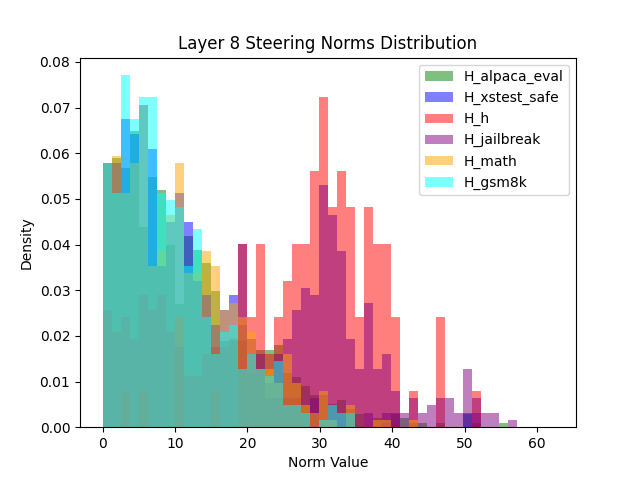 Layer 8 Steering Norms Distribution
0.08
0.07
0.06
0.05
0.04
0.03
0.02
0.01
0.00
Density
H_alpaca_eval
H_xstest_safe
H_h
H_jailbreak
H_math
H_gsm8k
0 10 20 30 40 50 60
Norm Value